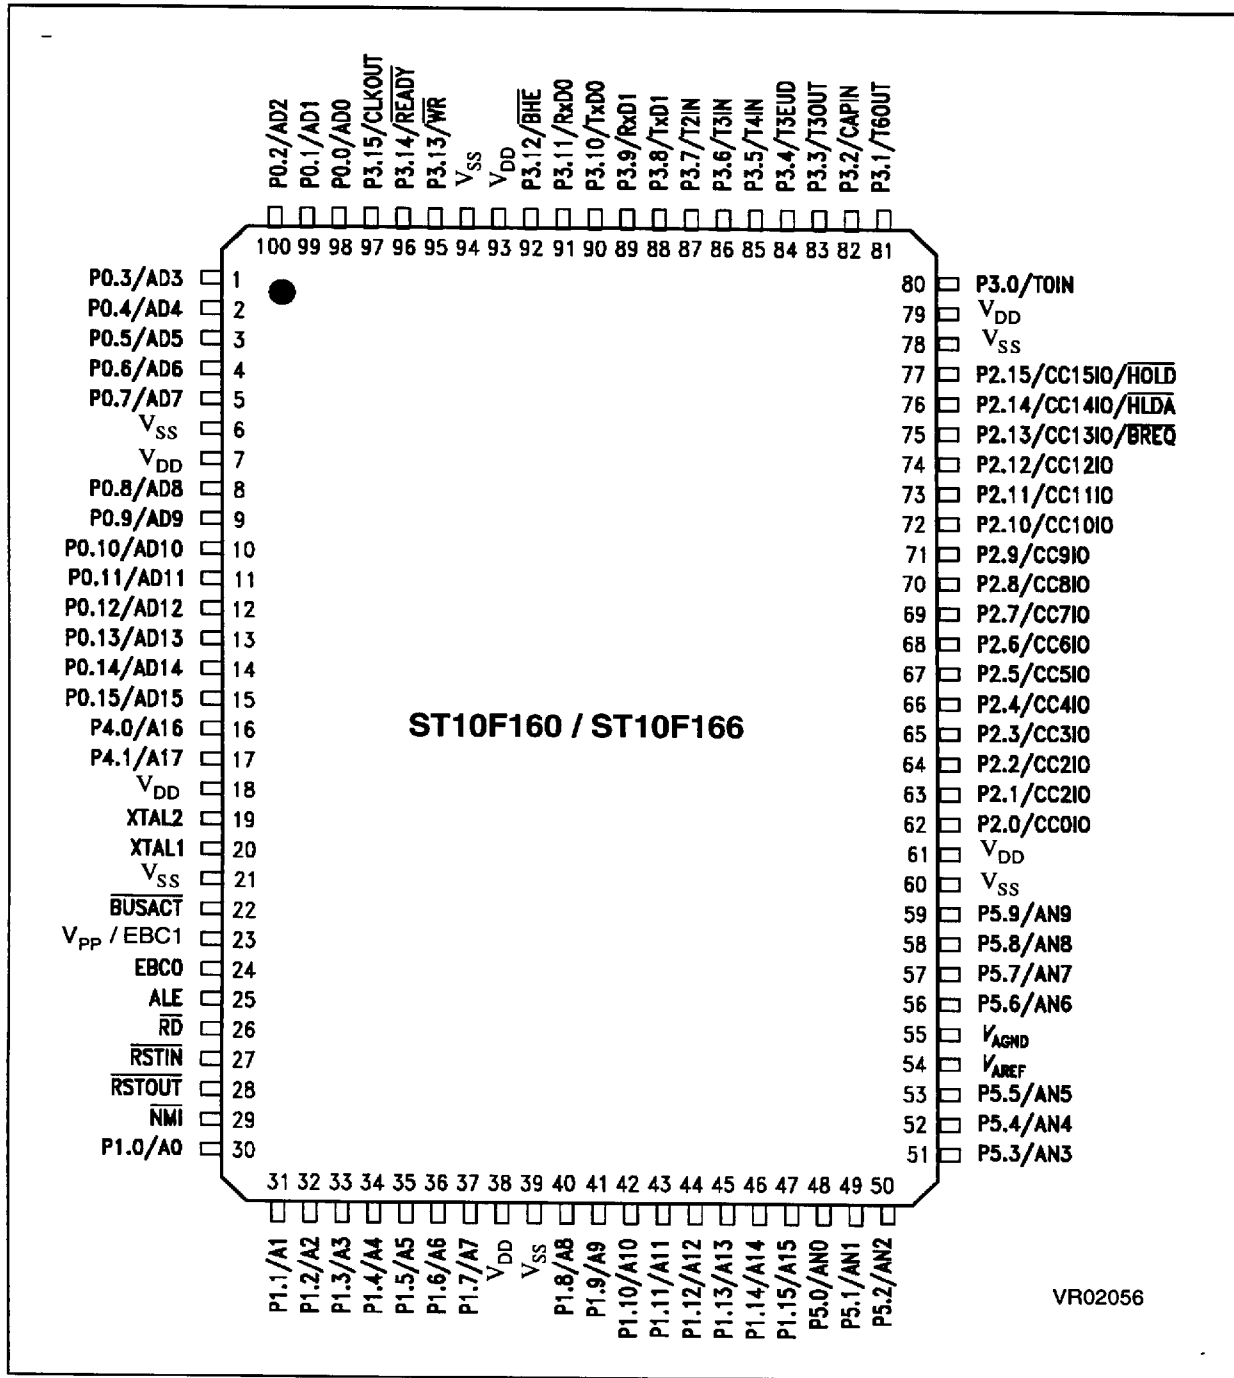 P0.2/AD2
P0.1/AD1
P0.0/AD0
P3.15/CLKOUT
P3.14/READY
P3.13/WR
VSS
VDD
P3.12/BHE
P3.11/RxD0
P3.10/TxD0
P3.9/RxD1
P3.8/TxD1
P3.7/T2IN
P3.6/T3IN
P3.5/T4IN
P3.4/T3EUD
P3.3/T3OUT
P3.2/CAPIN
P3.1/T6OUT
100 99 98 97 96 95 94 93 92 91 90 89 88 87 86 85 84 83 82 81
P0.3/AD3 1
P0.4/AD4 2
P0.5/AD5 3
P0.6/AD6 4
P0.7/AD7 5
VSS 6
VDD 7
P0.8/AD8 8
P0.9/AD9 9
P0.10/AD10 10
P0.11/AD11 11
P0.12/AD12 12
P0.13/AD13 13
P0.14/AD14 14
P0.15/AD15 15
P4.0/A16 16
P4.1/A17 17
VDD 18
XTAL2 19
XTAL1 20
VSS 21
BUSACT 22
VPP / EBC1 23
EBC0 24
ALE 25
RD 26
RSTIN 27
RSTOUT 28
NMI 29
P1.0/A0 30
ST10F160 / ST10F166
80 P3.0/T0IN
79 VDD
78 VSS
77 P2.15/CC15IO/HOLD
76 P2.14/CC14IO/HLDA
75 P2.13/CC13IO/BREQ
74 P2.12/CC12IO
73 P2.11/CC11IO
72 P2.10/CC10IO
71 P2.9/CC9IO
70 P2.8/CC8IO
69 P2.7/CC7IO
68 P2.6/CC6IO
67 P2.5/CC5IO
66 P2.4/CC4IO
65 P2.3/CC3IO
64 P2.2/CC2IO
63 P2.1/CC2IO
62 P2.0/CC0IO
61 VDD
60 VSS
59 P5.9/AN9
58 P5.8/AN8
57 P5.7/AN7
56 P5.6/AN6
55 VAGND
54 VAREF
53 P5.5/AN5
52 P5.4/AN4
51 P5.3/AN3
31 32 33 34 35 36 37 38 39 40 41 42 43 44 45 46 47 48 49 50
P1.1/A1
P1.2/A2
P1.3/A3
P1.4/A4
P1.5/A5
P1.6/A6
P1.7/A7
VDD
VSS
P1.8/A8
P1.9/A9
P1.10/A10
P1.11/A11
P1.12/A12
P1.13/A13
P1.14/A14
P1.15/A15
P5.0/AN0
P5.1/AN1
P5.2/AN2
VR02056